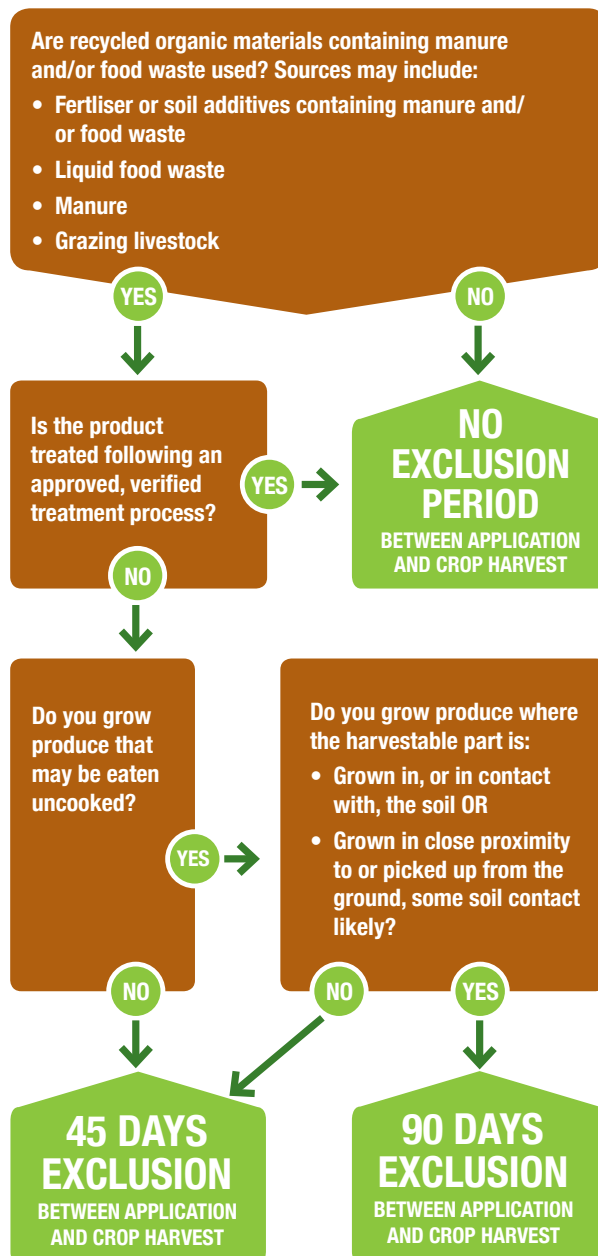 Are recycled organic materials containing manure
and/or food waste used? Sources may include:
• Fertliser or soil additives containing manure and/
or food waste
• Liquid food waste
• Manure
• Grazing livestock
YES
NO
Is the product
treated following an
approved, verified
treatment process?
YES
NO
NO
EXCLUSION
PERIOD
BETWEEN APPLICATION
AND CROP HARVEST
Do you grow
produce that
may be eaten
uncooked?
YES
NO
Do you grow produce where
the harvestable part is:
• Grown in, or in contact
with, the soil OR
• Grown in close proximity
to or picked up from the
ground, some soil contact
likely?
NO
YES
45 DAYS
EXCLUSION
BETWEEN APPLICATION
AND CROP HARVEST
90 DAYS
EXCLUSION
BETWEEN APPLICATION
AND CROP HARVEST